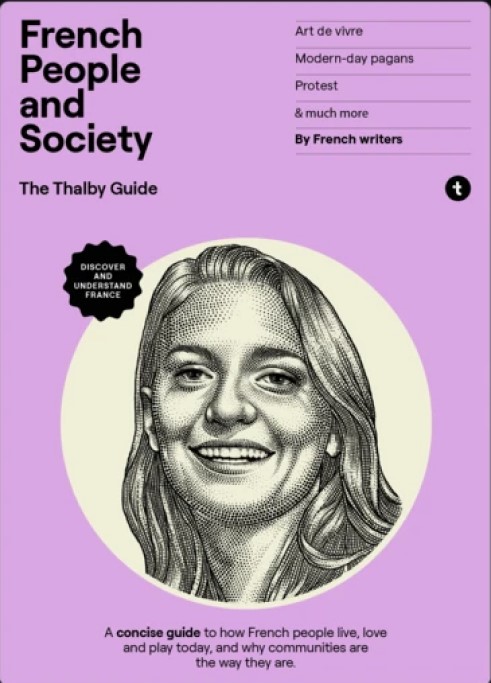 French
People
and
Society
The Thalby Guide
Art de vivre
Modern-day pagans
Protest
& much more
By French writers
t
DISCOVER
AND
UNDERSTAND
FRANCE
A concise guide to how French people live, love
and play today, and why communities are
the way they are.